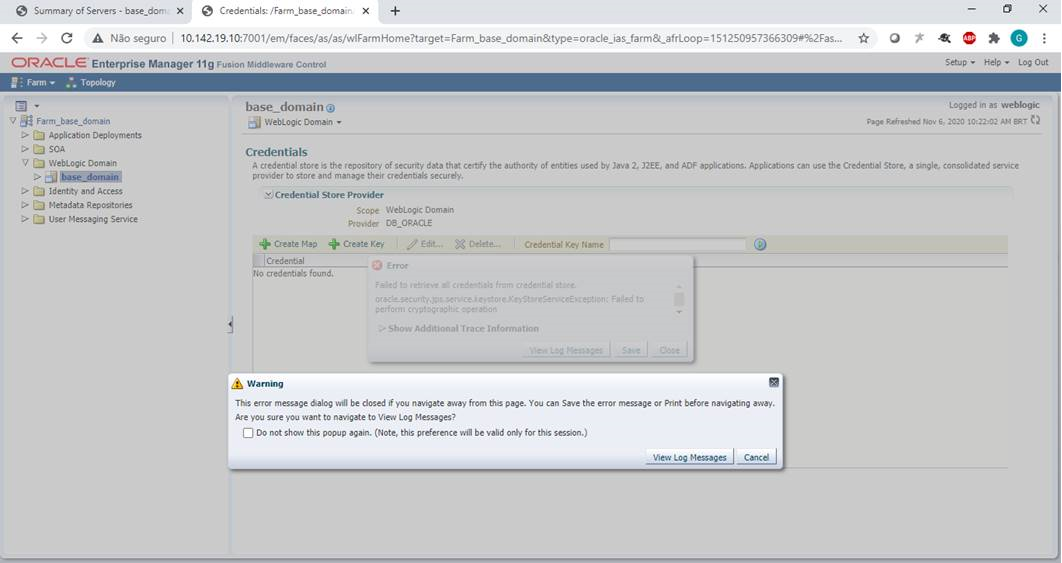 Summary of Servers - base_doma
Credentials: /Farm_base_domain.
Não seguro
10.142.19.10:7001/em/faces/as/as/wlFarmHome?target=Farm_base_domain&type=oracle_ias_farm&_afrLoop=151250957366309#%2Fas...
ABP
G
ORACLE Enterprise Manager 11g Fusion Middleware Control
Setup Help Log Out
Farm Topology
Farm_base_domain
Application Deployments
SOA
WebLogic Domain
base_domain
Identity and Access
Metadata Repositories
User Messaging Service
base_domain
Logged in as weblogic
WebLogic Domain
Page Refreshed Nov 6, 2020 10:22:02 AM BRT
Credentials
A credential store is the repository of security data that certify the authority of entities used by Java 2, J2EE, and ADF applications. Applications can use the Credential Store, a single, consolidated service
provider to store and manage their credentials securely.
Credential Store Provider
Scope WebLogic Domain
Provider DB_ORACLE
Create Map Create Key Edit... Delete... Credential Key Name
Credential
No credentials found.
Error
Failed to retrieve all credentials from credential store.
oracle.security.jps.service.keystore.KeyStoreServiceException: Failed to
perform cryptographic operation
Show Additional Trace Information
View Log Messages Save Close
Warning
This error message dialog will be closed if you navigate away from this page. You can Save the error message or Print before navigating away.
Are you sure you want to navigate to View Log Messages?
Do not show this popup again. (Note, this preference will be valid only for this session.)
View Log Messages Cancel